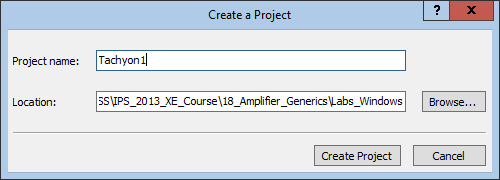 Create a Project
?
X
Project name: Tachyon1
Location: SS\IPS_2013_XE_Course\18_Amplifier_Generics\Labs_Windows Browse...
Create Project Cancel